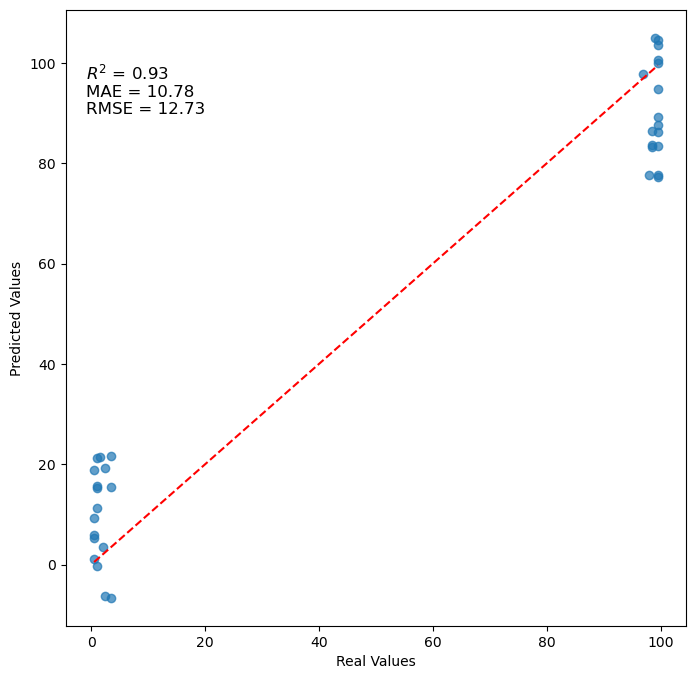 R² = 0.93
MAE = 10.78
RMSE = 12.73
100
80
60
40
20
0
Predicted Values
0 20 40 60 80 100
Real Values